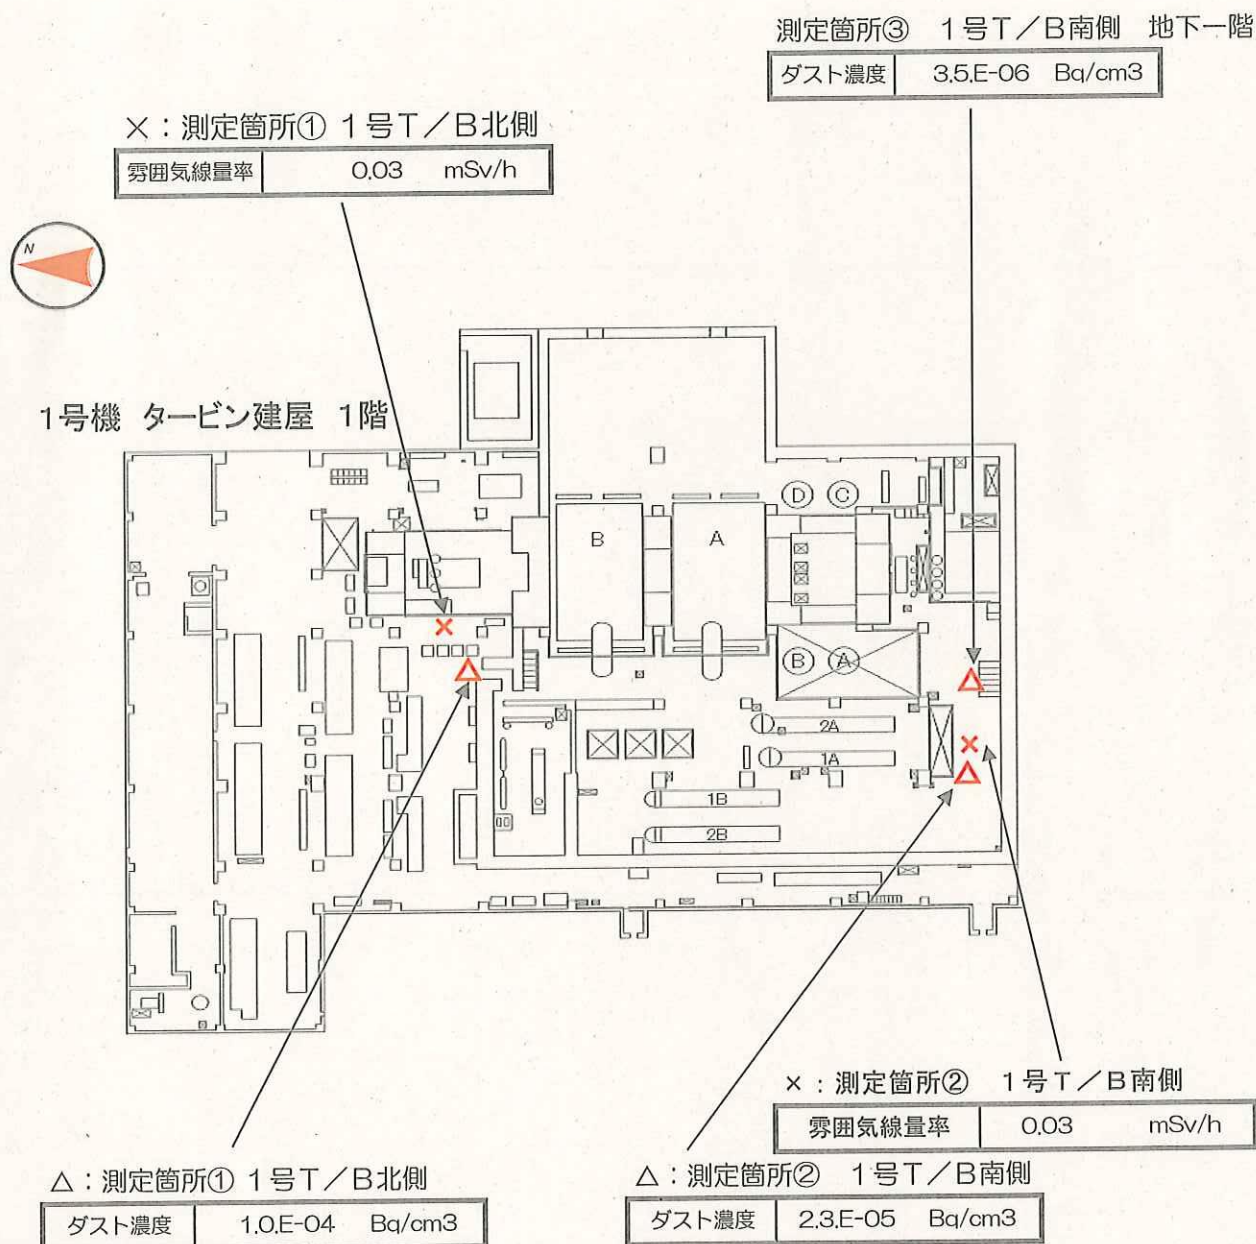 測定箇所③ 1号T/B南側 地下一階
ダスト濃度 3.5.E-06 Bq/cm3
×:測定箇所① 1号T/B北側
雰囲気線量率 0.03 mSv/h
N
1号機 タービン建屋 1階
D C
B A
B A
2A
1A
1B
2B
×:測定箇所② 1号T/B南側
雰囲気線量率 0.03 mSv/h
△:測定箇所① 1号T/B北側
ダスト濃度 1.0.E-04 Bq/cm3
△:測定箇所② 1号T/B南側
ダスト濃度 2.3.E-05 Bq/cm3